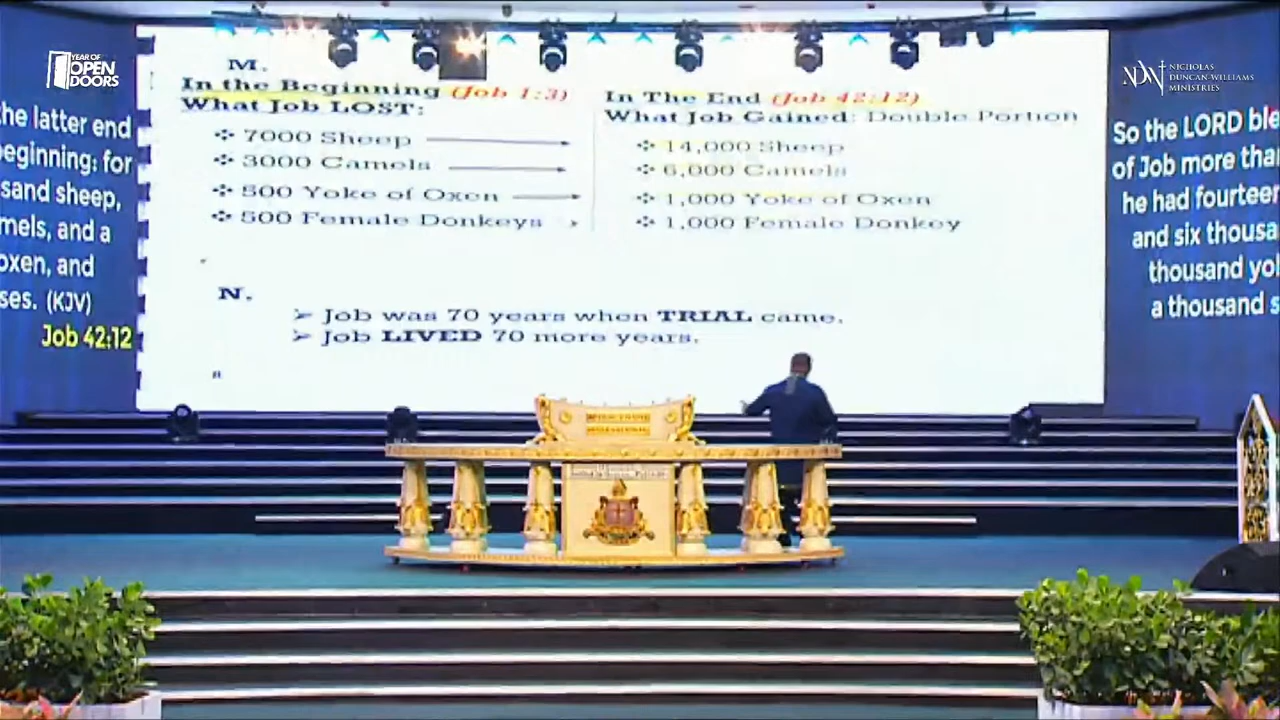 YEAR OF
OPEN
DOORS
NICHOLAS
DUNCAN-WILLIAMS
MINISTRIES
he latter end
eginning: for
sand sheep,
mels, and a
oxen, and
ses. (KJV)
Job 42:12
M.
In the Beginning (Job 1:3)
What Job LOST:
❖ 7000 Sheep
❖ 3000 Camels
❖ 500 Yoke of Oxen
❖ 500 Female Donkeys
In The End (Job 42:12)
What Job Gained: Double Portion
❖ 14,000 Sheep
❖ 6,000 Camels
❖ 1,000 Yoke of Oxen
❖ 1,000 Female Donkey
N.
➢ Job was 70 years when TRIAL came.
➢ Job LIVED 70 more years.
So the LORD ble
of Job more tha
he had fourteer
and six thousa
thousand yo
a thousand s